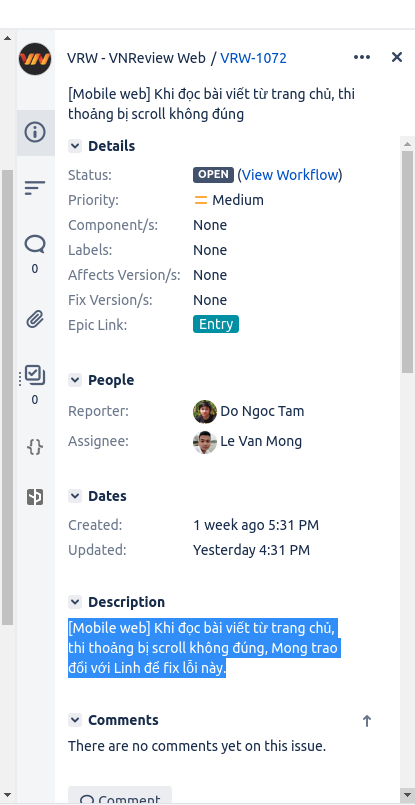 VRW - VNReview Web / VRW-1072
[Mobile web] Khi đọc bài viết từ trang chủ, thi
thoảng bị scroll không đúng
Details
Status: OPEN (View Workflow)
Priority: Medium
Component/s: None
Labels: None
Affects Version/s: None
Fix Version/s: None
Epic Link: Entry
0
People
Reporter: Do Ngoc Tam
Assignee: Le Van Mong
0
Dates
Created: 1 week ago 5:31 PM
Updated: Yesterday 4:31 PM
Description
[Mobile web] Khi đọc bài viết từ trang chủ,
thi thoảng bị scroll không đúng, Mong trao
đổi với Linh để fix lỗi này.
Comments
There are no comments yet on this issue.
Comment